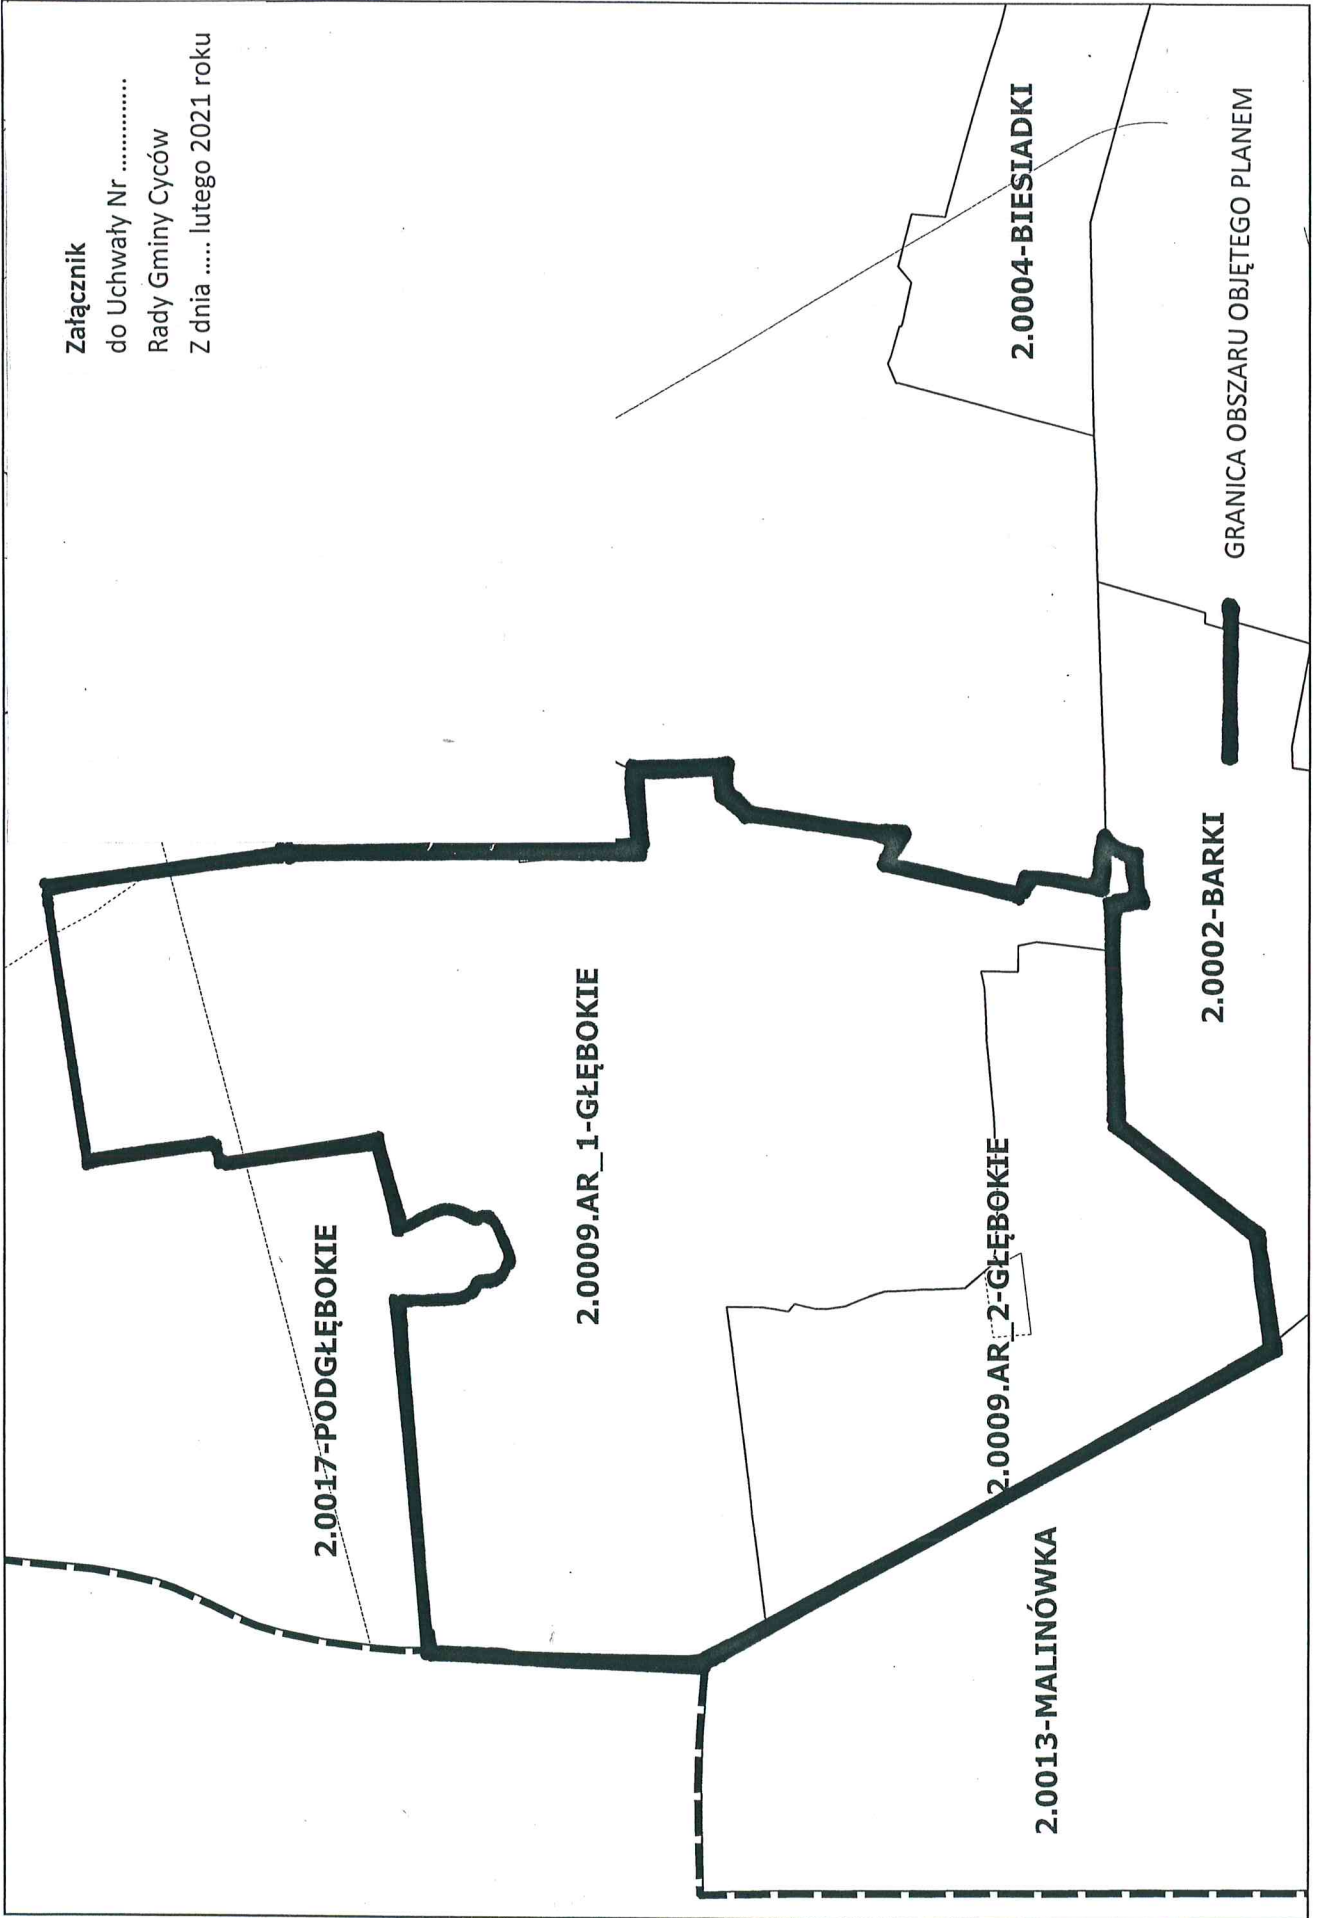 Załącznik
do Uchwały Nr .............
Rady Gminy Cyców
Z dnia ..... lutego 2021 roku
2.0017-PODGŁĘBOKIE
2.0009.AR_1-GŁĘBOKIE
2.0009.AR_2-GŁĘBOKIE
2.0004-BIESIADKI
2.0013-MALINÓWKA
2.0002-BARKI
GRANICA OBSZARU OBJĘTEGO PLANEM